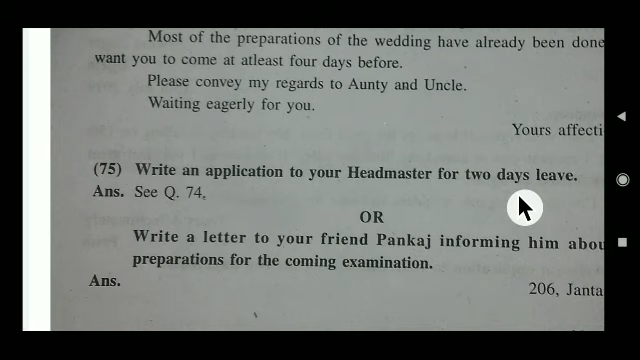 Most of the preparations of the wedding have already been done
want you to come at atleast four days before.
Please convey my regards to Aunty and Uncle.
Waiting eagerly for you.
Yours affecti
(75) Write an application to your Headmaster for two days leave.
Ans. See Q. 74.
OR
Write a letter to your friend Pankaj informing him abou
preparations for the coming examination.
Ans.
206, Janta